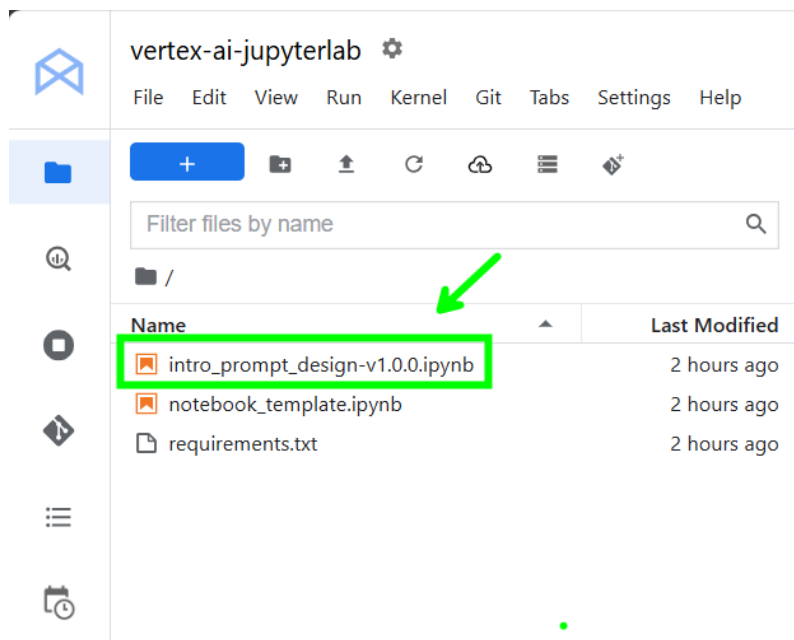 vertex-ai-jupyterlab
File Edit View Run Kernel Git Tabs Settings Help
Filter files by name
/
Name Last Modified
intro_prompt_design-v1.0.0.ipynb 2 hours ago
notebook_template.ipynb 2 hours ago
requirements.txt 2 hours ago